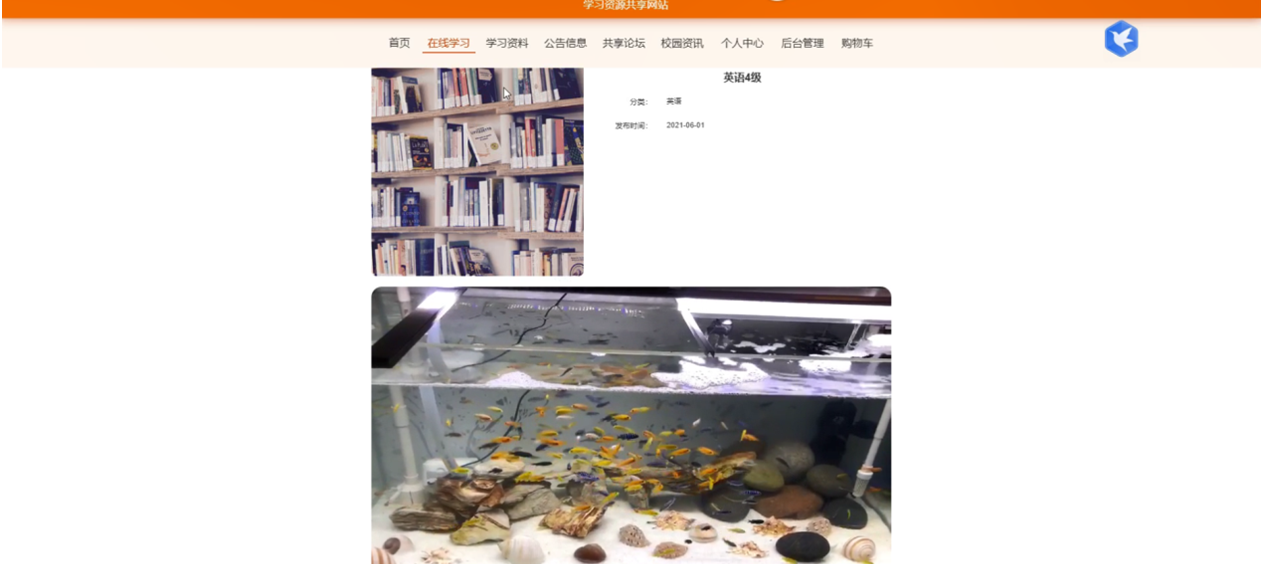 学习资源共享网站
首页 在线学习 学习资料 公告信息 共享论坛 校园资讯 个人中心 后台管理 购物车
英语4级
分类: 英语
发布时间: 2021-06-01